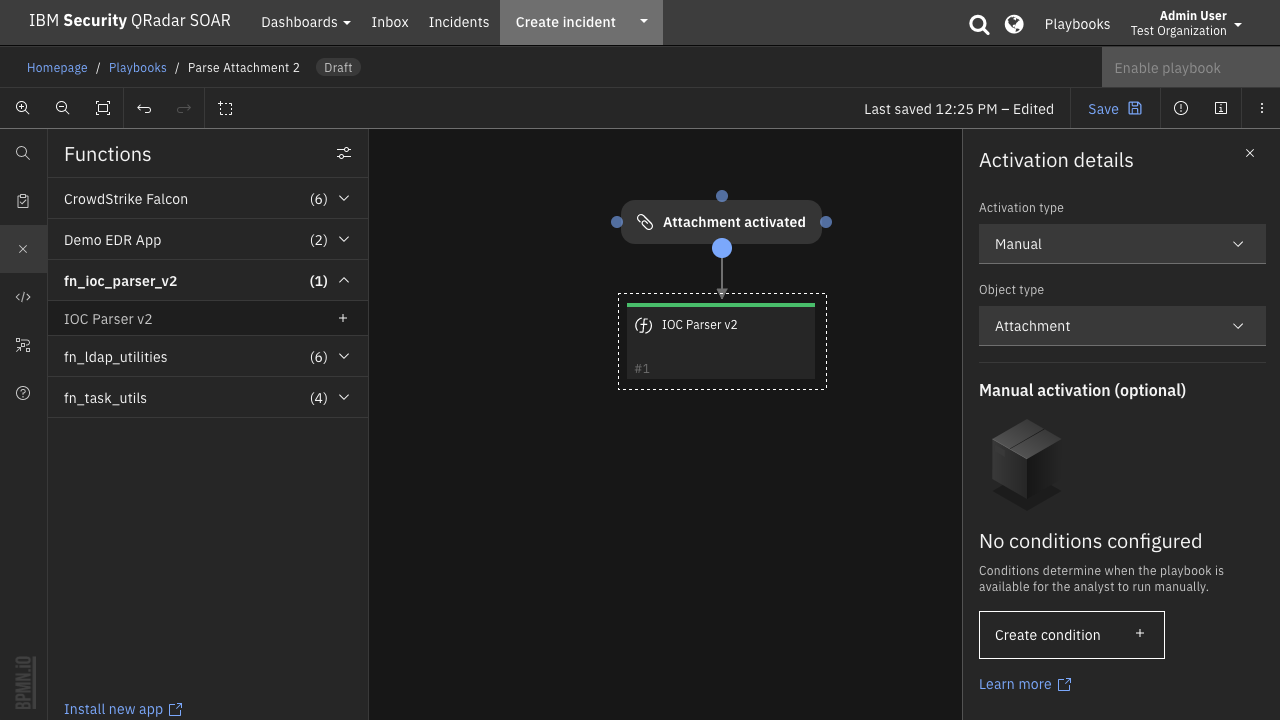 IBM Security QRadar SOAR
Dashboards
Inbox
Incidents
Create incident
Playbooks
Admin User
Test Organization
Homepage / Playbooks / Parse Attachment 2
Draft
Enable playbook
Last saved 12:25 PM – Edited
Save
Functions
CrowdStrike Falcon (6)
Demo EDR App (2)
fn_ioc_parser_v2 (1)
IOC Parser v2 +
fn_ldap_utilities (6)
fn_task_utils (4)
Install new app
BPMN.iO
Attachment activated
IOC Parser v2
#1
Activation details
Activation type
Manual
Object type
Attachment
Manual activation (optional)
No conditions configured
Conditions determine when the playbook is
available for the analyst to run manually.
Create condition +
Learn more